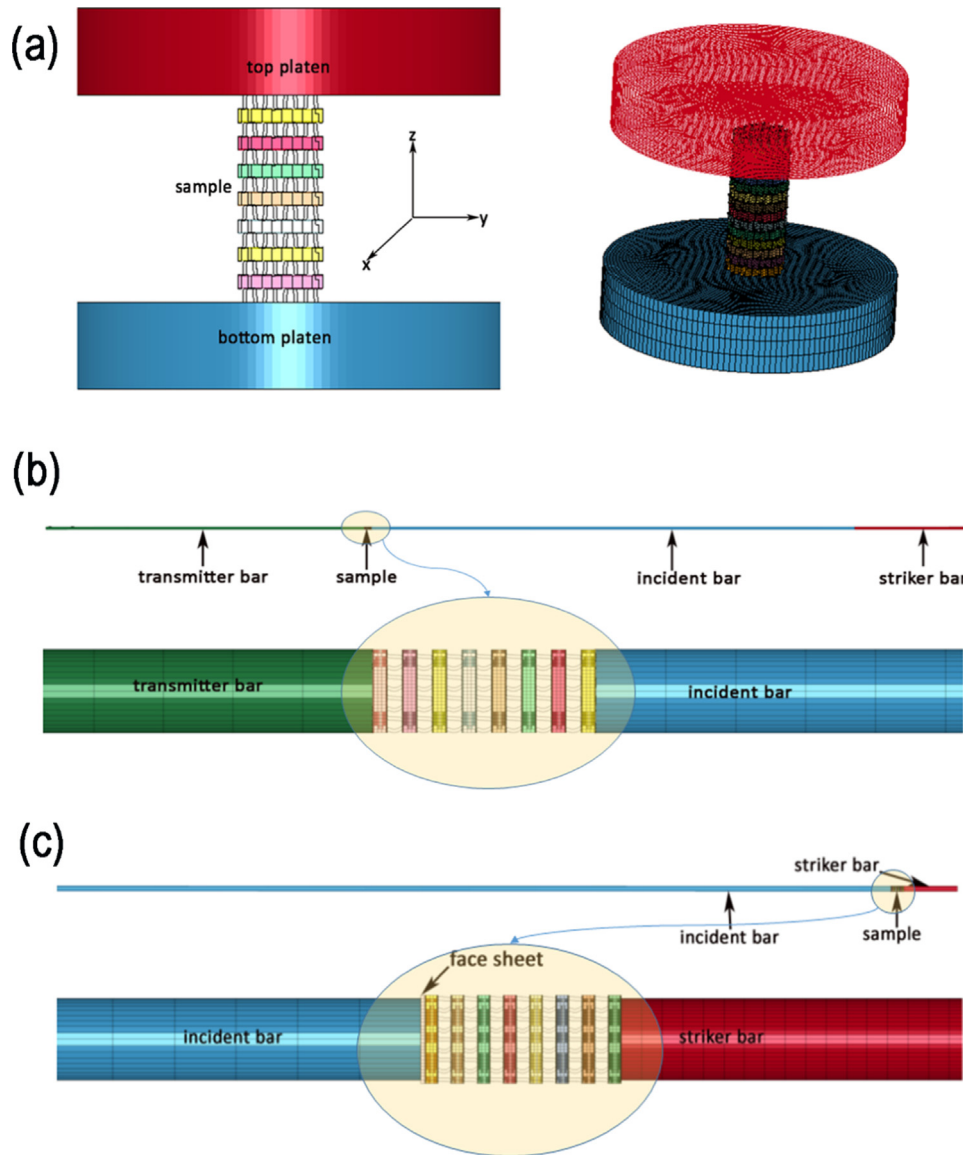 (a)
top platen
sample
z
y
x
bottom platen
(b)
transmitter bar
sample
incident bar
striker bar
transmitter bar
incident bar
(c)
striker bar
incident bar
sample
face sheet
incident bar
striker bar